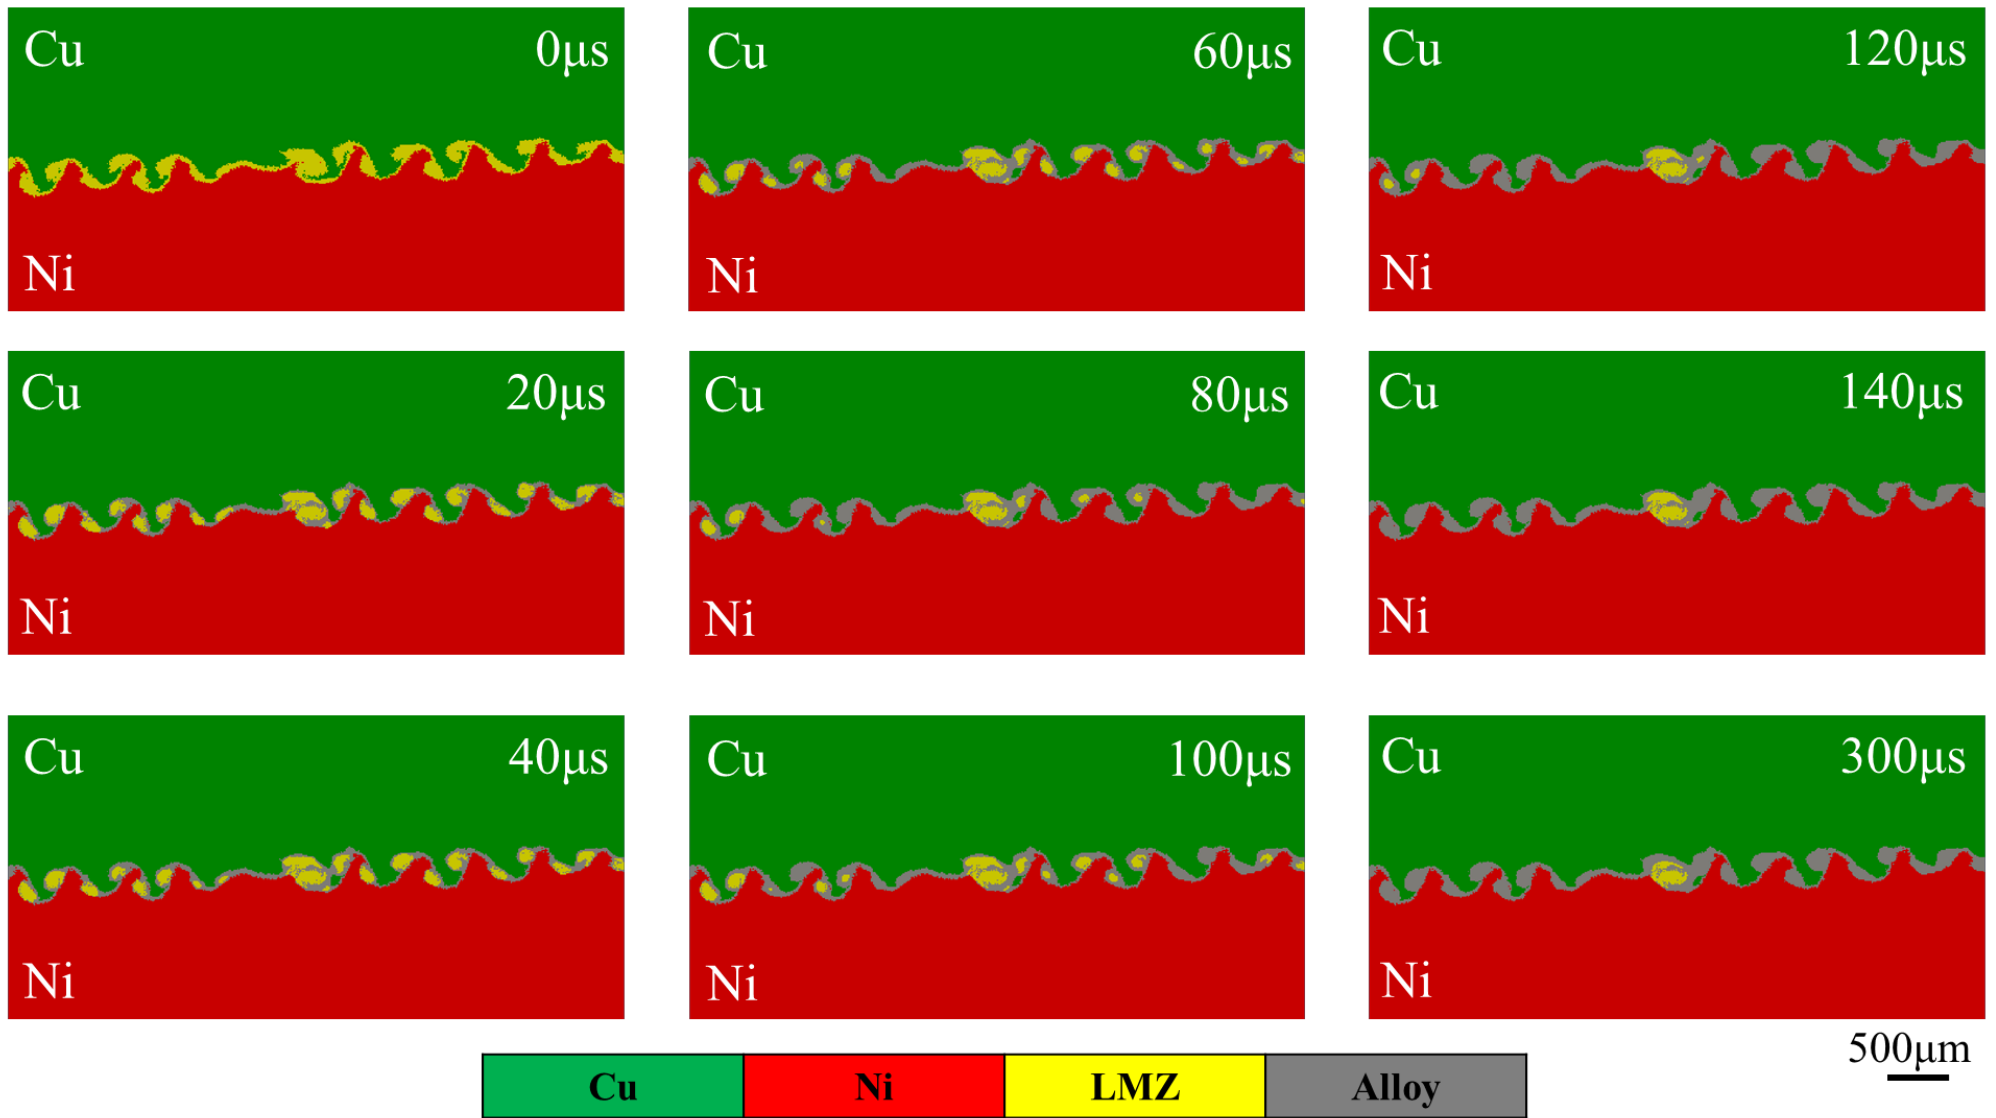 Cu 0μs
Ni
Cu 60μs
Ni
Cu 120μs
Ni
Cu 20μs
Ni
Cu 80μs
Ni
Cu 140μs
Ni
Cu 40μs
Ni
Cu 100μs
Ni
Cu 300μs
Ni
500μm
Cu Ni LMZ Alloy